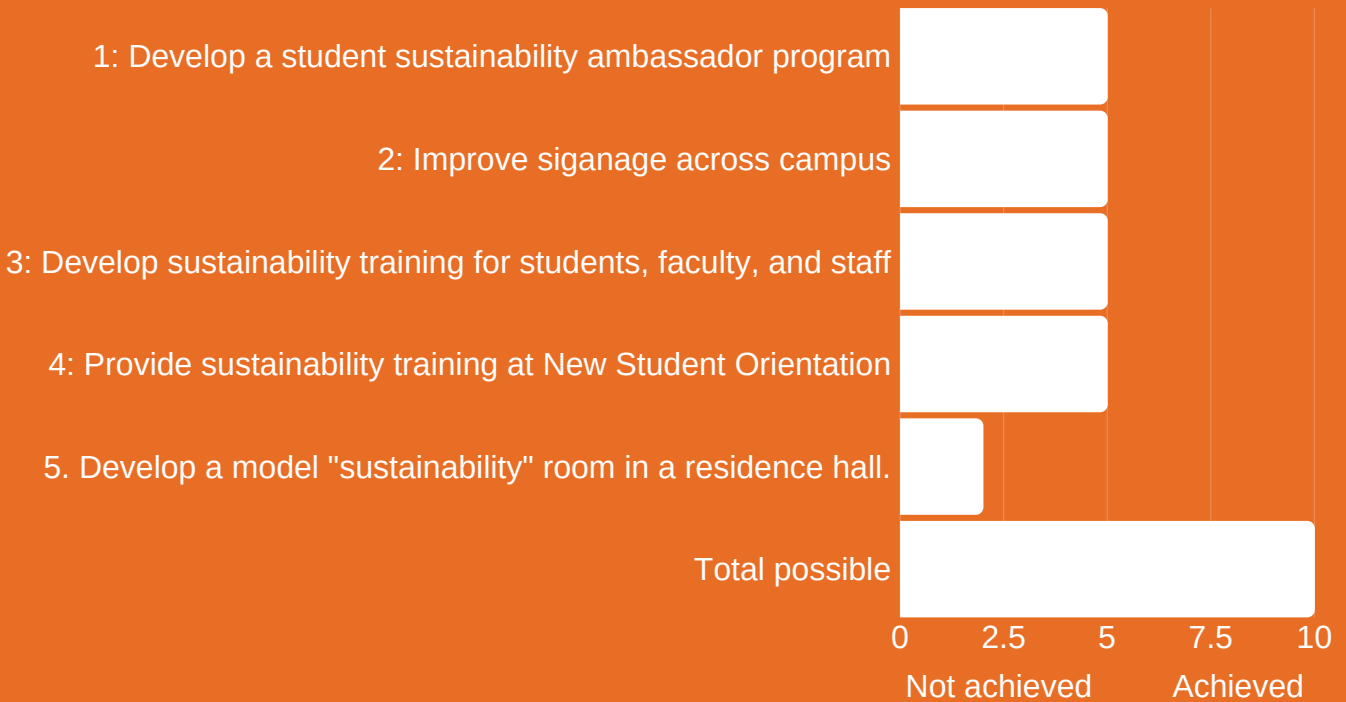 1: Develop a student sustainability ambassador program
2: Improve siganage across campus
3: Develop sustainability training for students, faculty, and staff
4: Provide sustainability training at New Student Orientation
5. Develop a model "sustainability" room in a residence hall.
Total possible
0 2.5 5 7.5 10
Not achieved Achieved